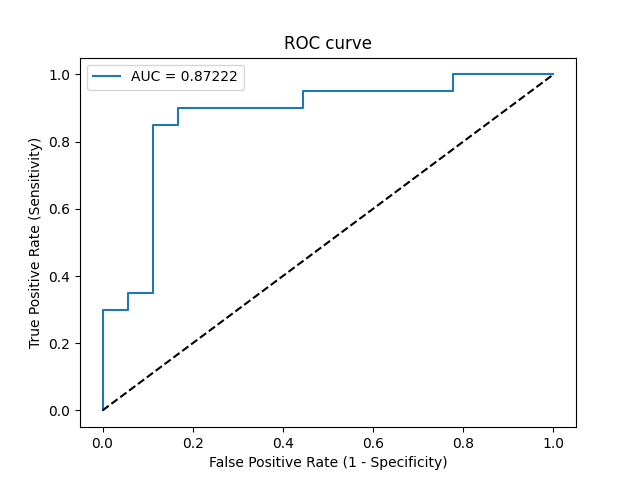 ROC curve
AUC = 0.87222
True Positive Rate (Sensitivity)
1.0
0.8
0.6
0.4
0.2
0.0
0.0 0.2 0.4 0.6 0.8 1.0
False Positive Rate (1 - Specificity)